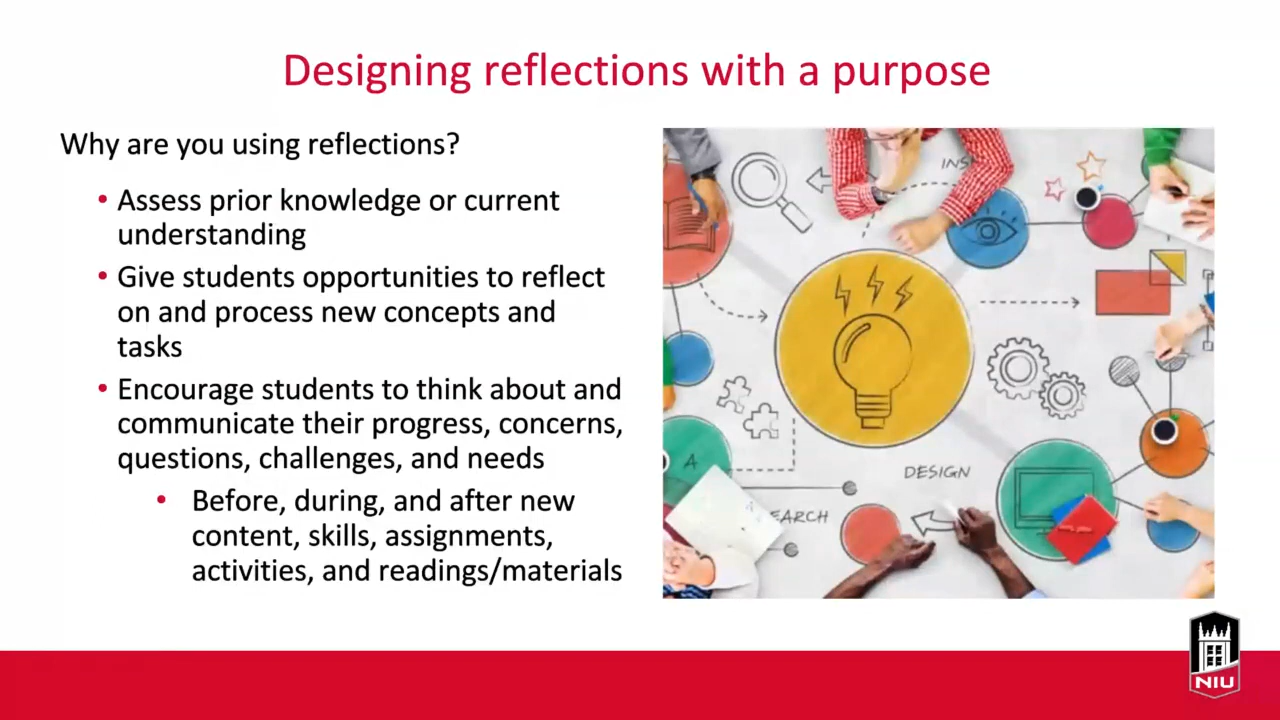 Designing reflections with a purpose
Why are you using reflections?
• Assess prior knowledge or current
understanding
• Give students opportunities to reflect
on and process new concepts and
tasks
• Encourage students to think about and
communicate their progress, concerns,
questions, challenges, and needs
• Before, during, and after new
content, skills, assignments,
activities, and readings/materials
INS
A
DESIGN
EARCH
NIU